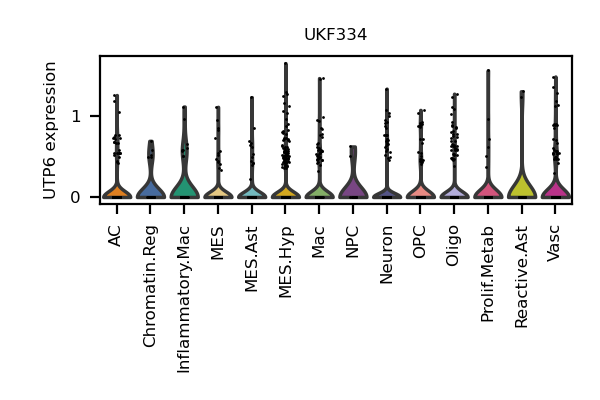 UKF334
UTP6 expression
1
0
AC
Chromatin.Reg
Inflammatory.Mac
MES
MES.Ast
MES.Hyp
Mac
NPC
Neuron
OPC
Oligo
Prolif.Metab
Reactive.Ast
Vasc